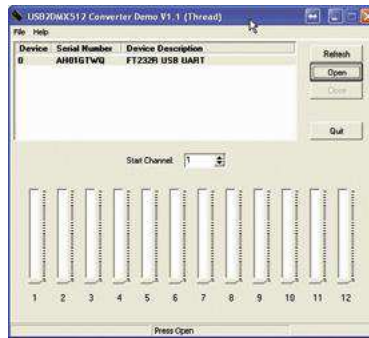 USB2DMX512 Converter Demo V1.1 (Thread)
File Help
Device Serial Number Device Description
0 AH01GTWQ FT232R USB UART
Refresh
Open
Close
Quit
Start Channel: 1
1 2 3 4 5 6 7 8 9 10 11 12
Press Open